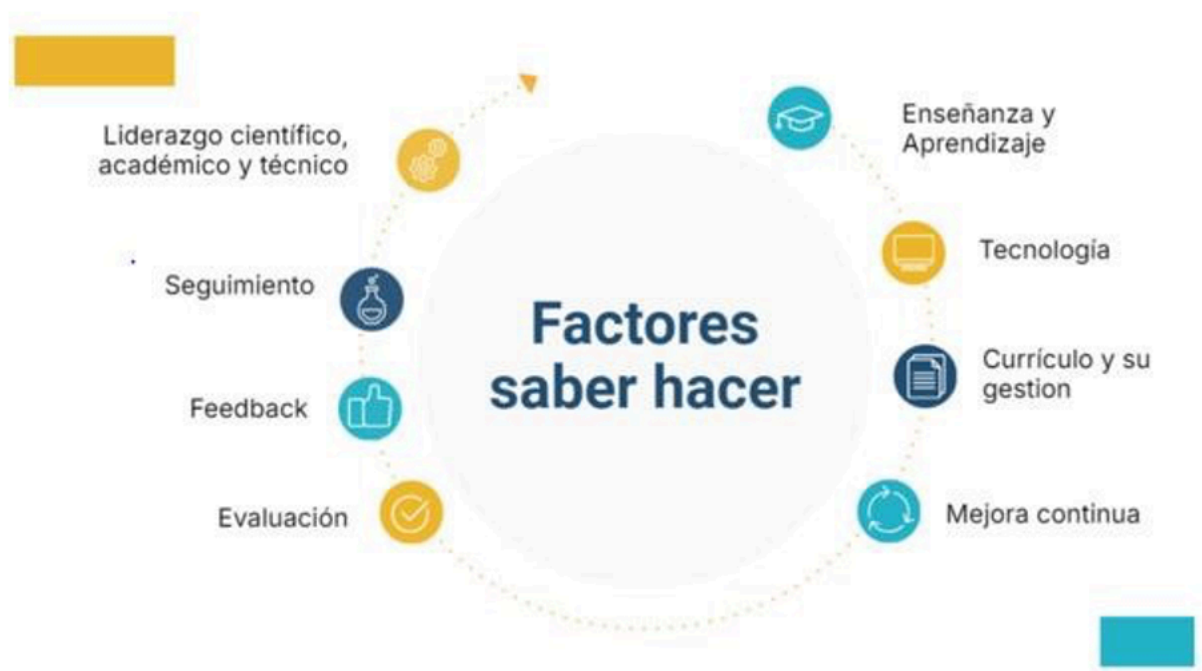 Factores
saber hacer
Enseñanza y
Aprendizaje
Tecnología
Currículo y su
gestion
Mejora continua
Evaluación
Feedback
Seguimiento
Liderazgo científico,
académico y técnico